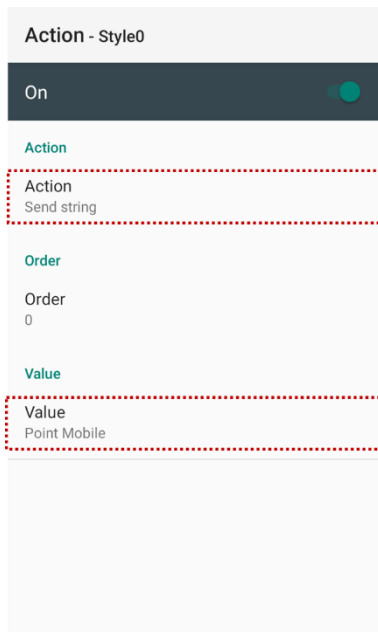 Action - Style0
On
Action
Action
Send string
Order
Order
0
Value
Value
Point Mobile